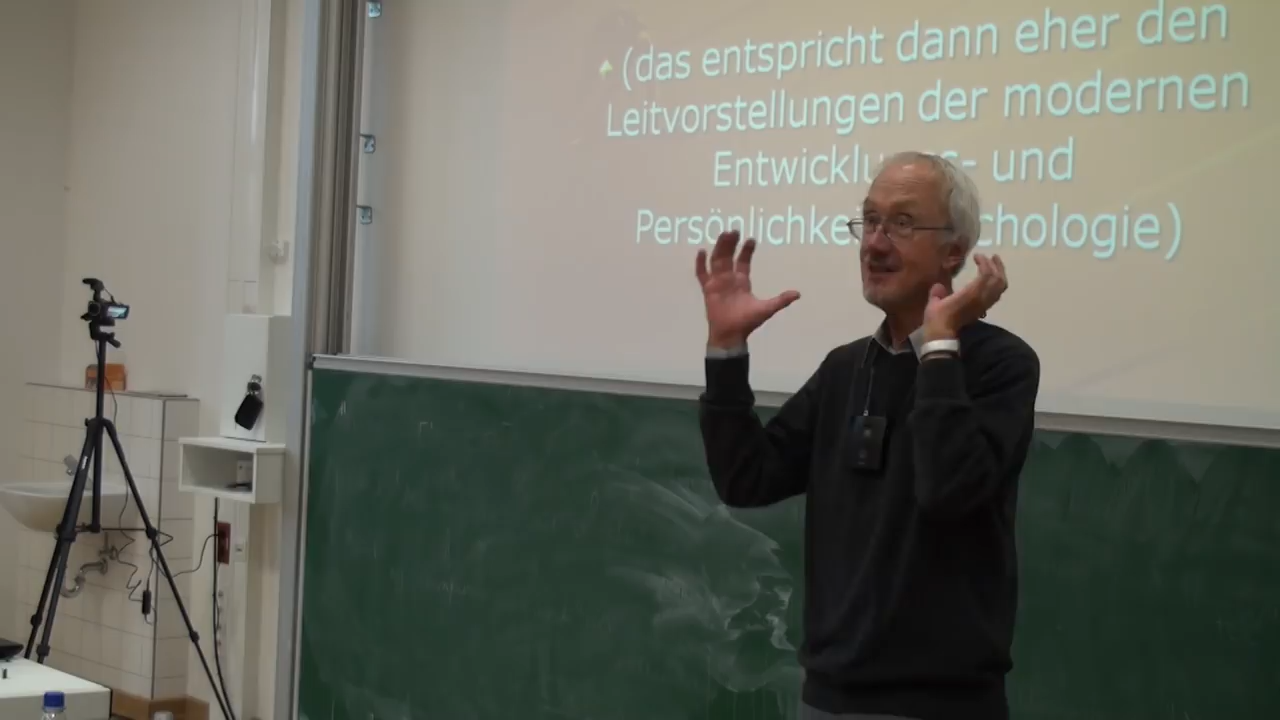 (das entspricht dann eher den
Leitvorstellungen der modernen
und